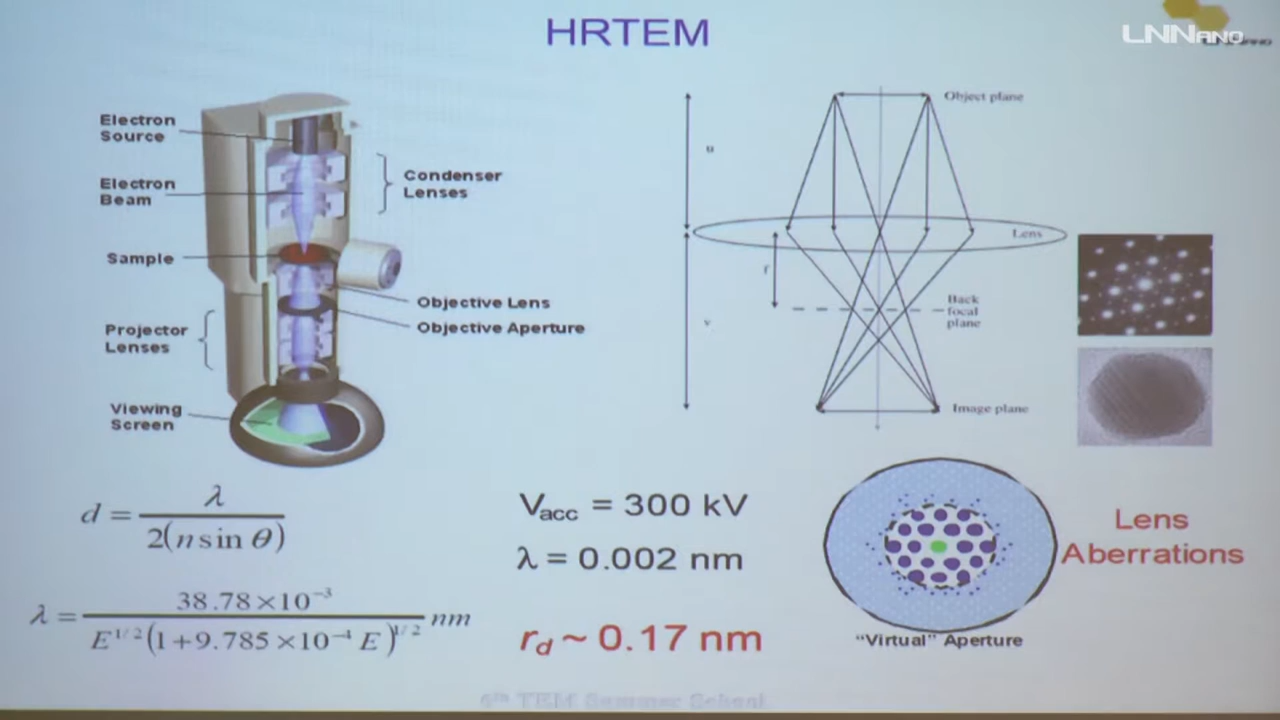 HRTEM
LNNANO
Electron
Source
Electron
Beam
Condenser
Lenses
Sample
Objective Lens
Objective Aperture
Projector
Lenses
Viewing
Screen
Object plane
u
Lens
f
Back
focal
plane
v
Image plane
d = λ / 2(n sin θ)
λ = 38.78×10⁻³ / E^{1/2}(1+9.785×10⁻⁴ E)^{1/2} nm
Vacc = 300 kV
λ = 0.002 nm
rd ~ 0.17 nm
Lens
Aberrations
“Virtual” Aperture
6th TEM Summer School